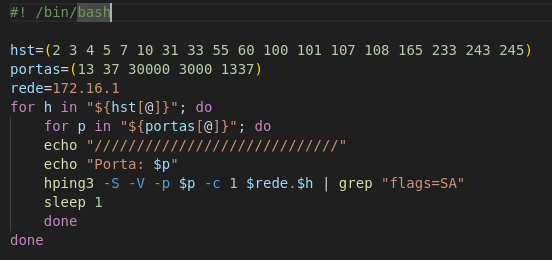 #! /bin/bash
hst=(2 3 4 5 7 10 31 33 55 60 100 101 107 108 165 233 243 245)
portas=(13 37 30000 3000 1337)
rede=172.16.1
for h in "${hst[@]}"; do
for p in "${portas[@]}"; do
echo "/////////////////////////////"
echo "Porta: $p"
hping3 -S -V -p $p -c 1 $rede.$h | grep "flags=SA"
sleep 1
done
done